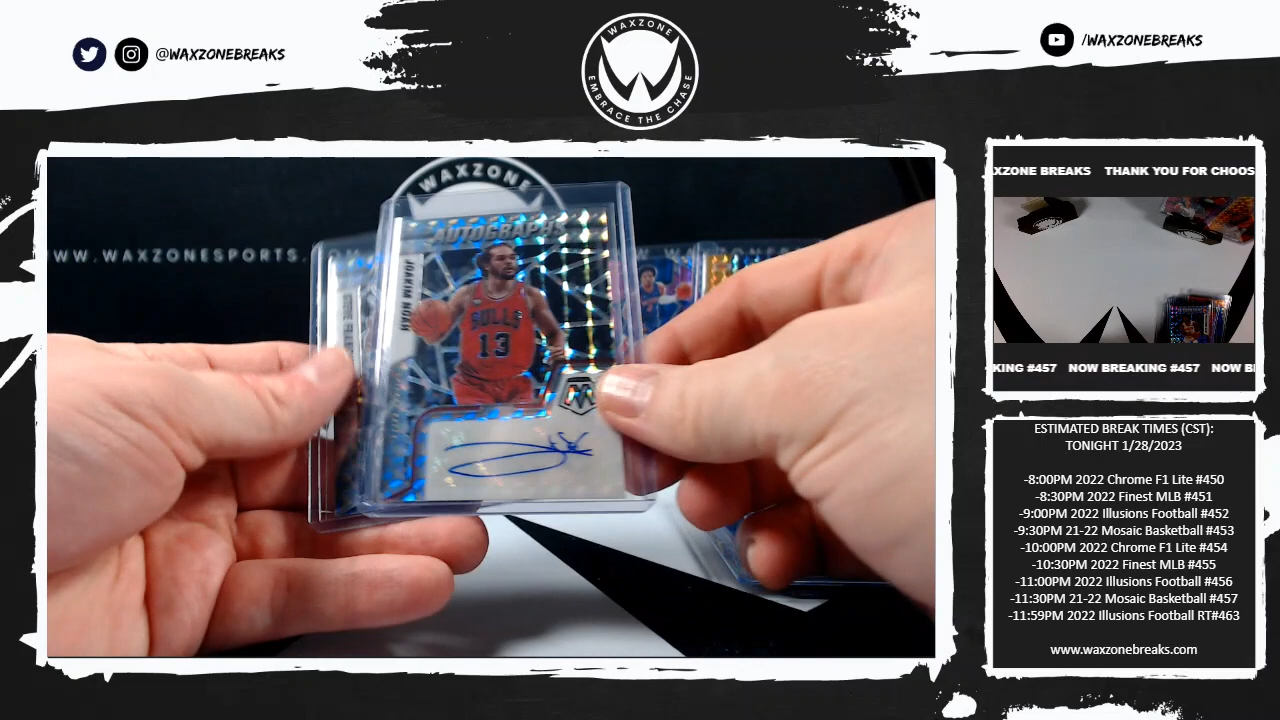 @WAXZONEBREAKS
WAXZONE
EMBRACE THE CHASE
/WAXZONEBREAKS
WAXZONE
WWW.WAXZONESPORTS.
AUTOGRAPHS
JOAKIM NOAH
BULLS
13
XZONE BREAKS THANK YOU FOR CHOOS
KING #457 NOW BREAKING #457 NOW B
ESTIMATED BREAK TIMES (CST):
TONIGHT 1/28/2023
-8:00PM 2022 Chrome F1 Lite #450
-8:30PM 2022 Finest MLB #451
-9:00PM 2022 Illusions Football #452
-9:30PM 21-22 Mosaic Basketball #453
-10:00PM 2022 Chrome F1 Lite #454
-10:30PM 2022 Finest MLB #455
-11:00PM 2022 Illusions Football #456
-11:30PM 21-22 Mosaic Basketball #457
-11:59PM 2022 Illusions Football RT#463
www.waxzonebreaks.com